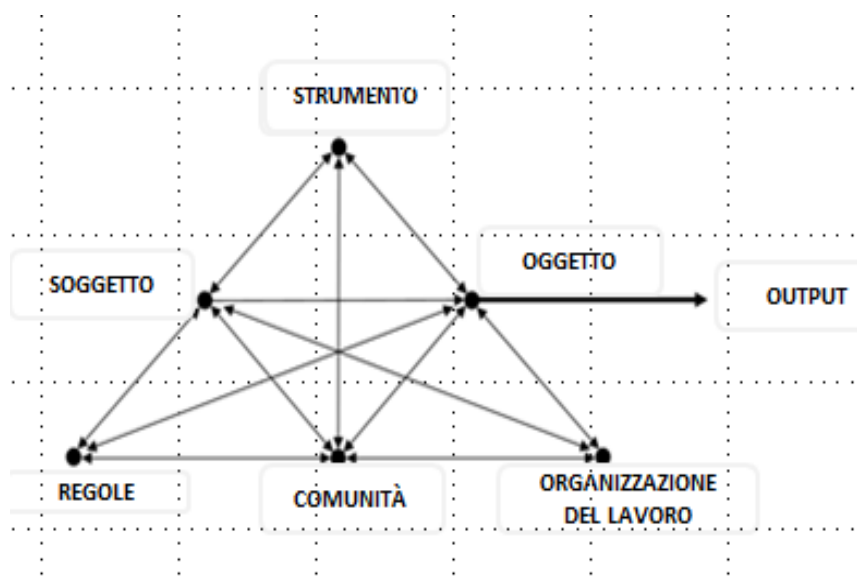 STRUMENTO
SOGGETTO
OGGETTO
OUTPUT
REGOLE
COMUNITÀ
ORGANIZZAZIONE
DEL LAVORO